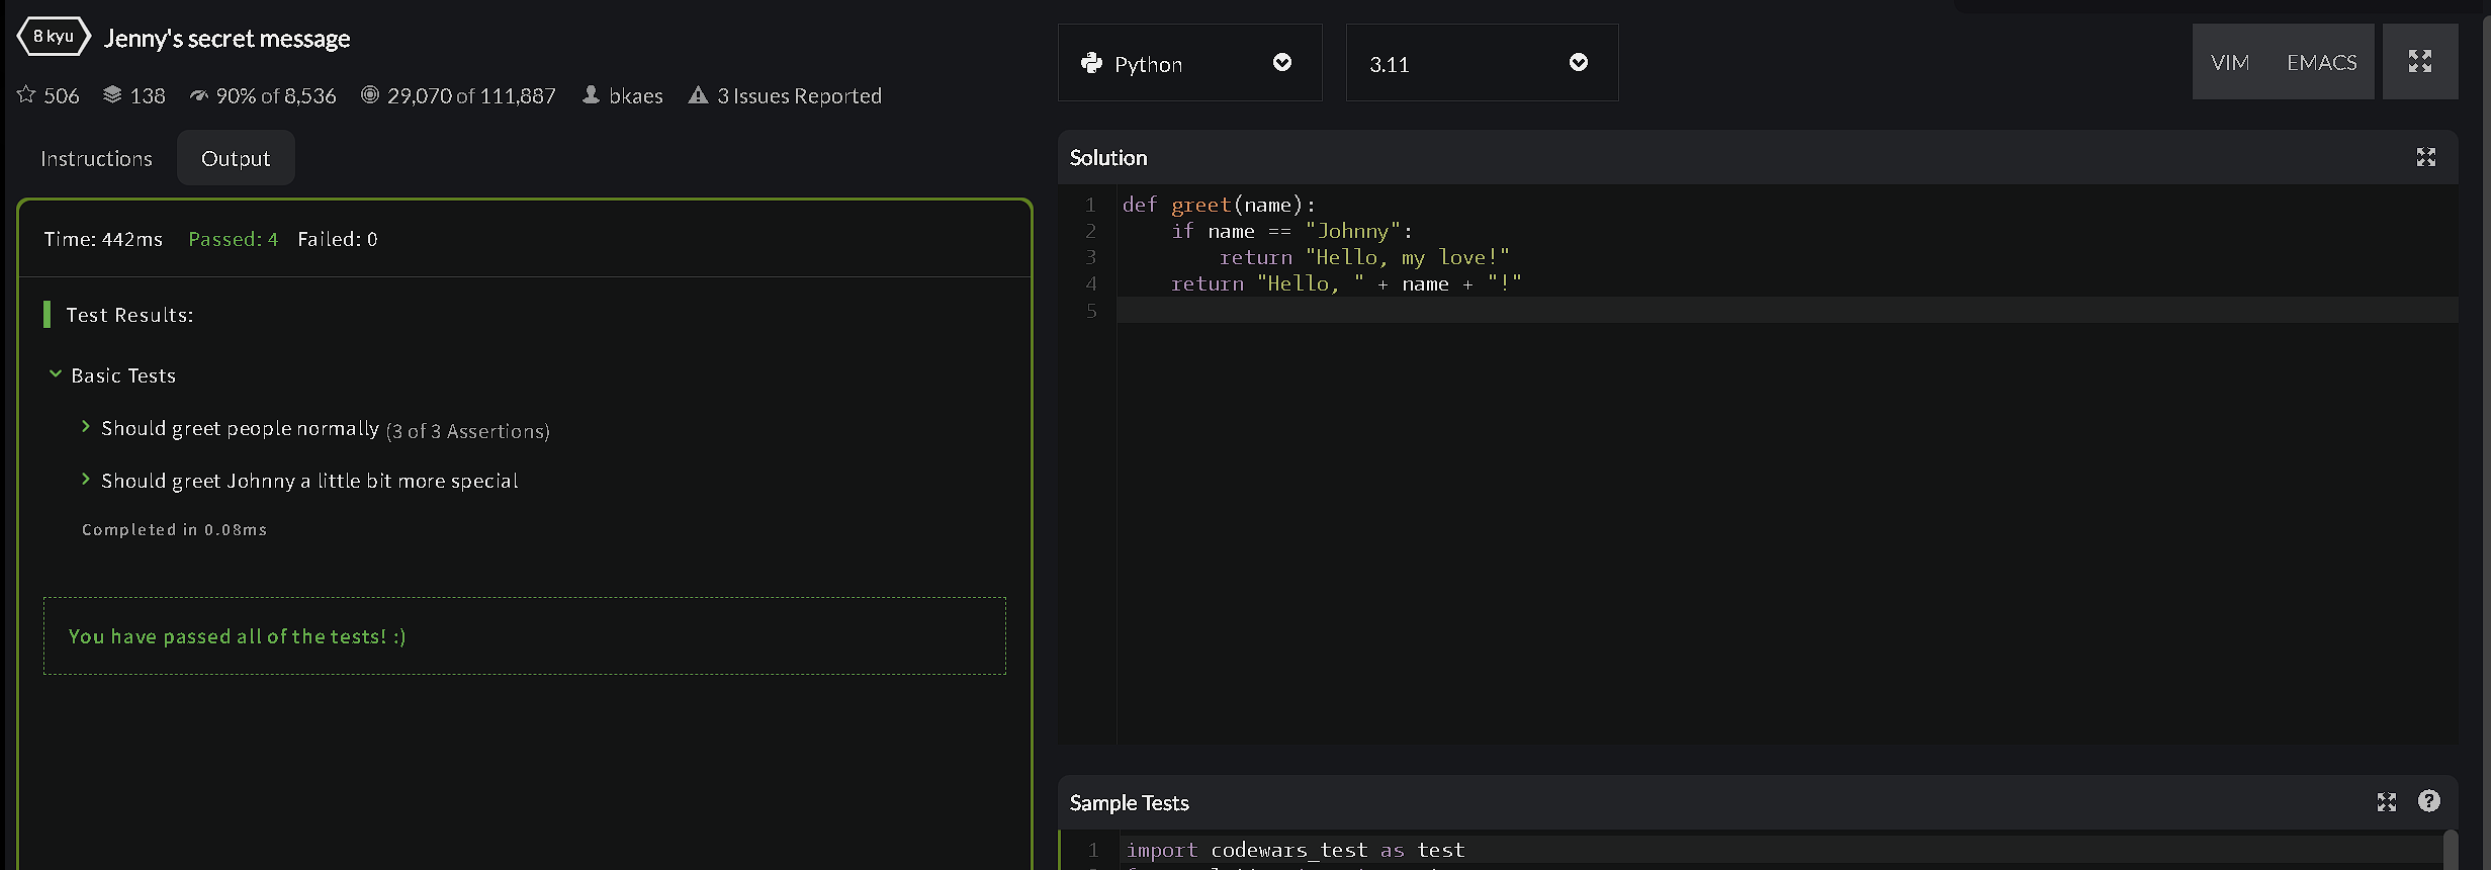 8 kyu Jenny's secret message
506 138 90% of 8,536 29,070 of 111,887 bkaes 3 Issues Reported
Instructions Output
Time: 442ms Passed: 4 Failed: 0
Test Results:
Basic Tests
Should greet people normally (3 of 3 Assertions)
Should greet Johnny a little bit more special
Completed in 0.08ms
You have passed all of the tests! :)
Python 3.11 VIM EMACS
Solution
1 def greet(name):
2     if name == "Johnny":
3         return "Hello, my love!"
4     return "Hello, " + name + "!"
5
Sample Tests
1 import codewars_test as test